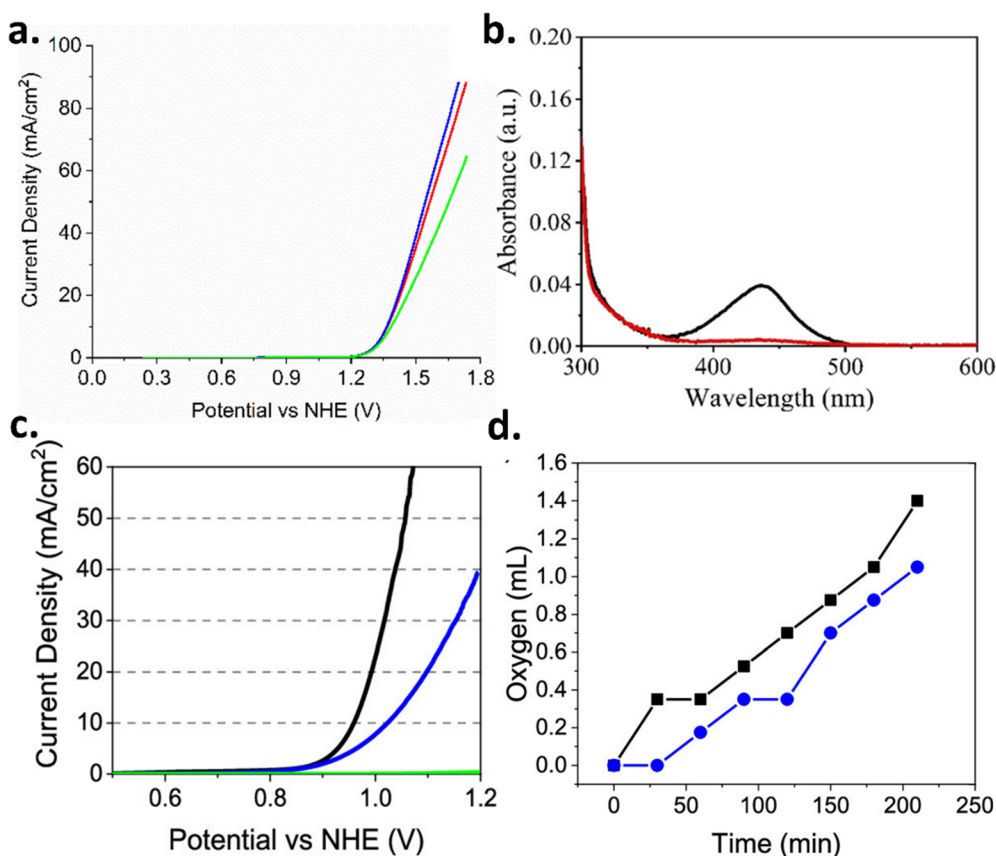 a.
100
80
60
40
20
0
Current Density (mA/cm²)
0.0 0.3 0.6 0.9 1.2 1.5 1.8
Potential vs NHE (V)
b.
0.20
0.16
0.12
0.08
0.04
0.00
Absorbance (a.u.)
300 400 500 600
Wavelength (nm)
c.
60
50
40
30
20
10
0
Current Density (mA/cm²)
0.6 0.8 1.0 1.2
Potential vs NHE (V)
d.
1.6
1.4
1.2
1.0
0.8
0.6
0.4
0.2
0.0
Oxygen (mL)
0 50 100 150 200 250
Time (min)